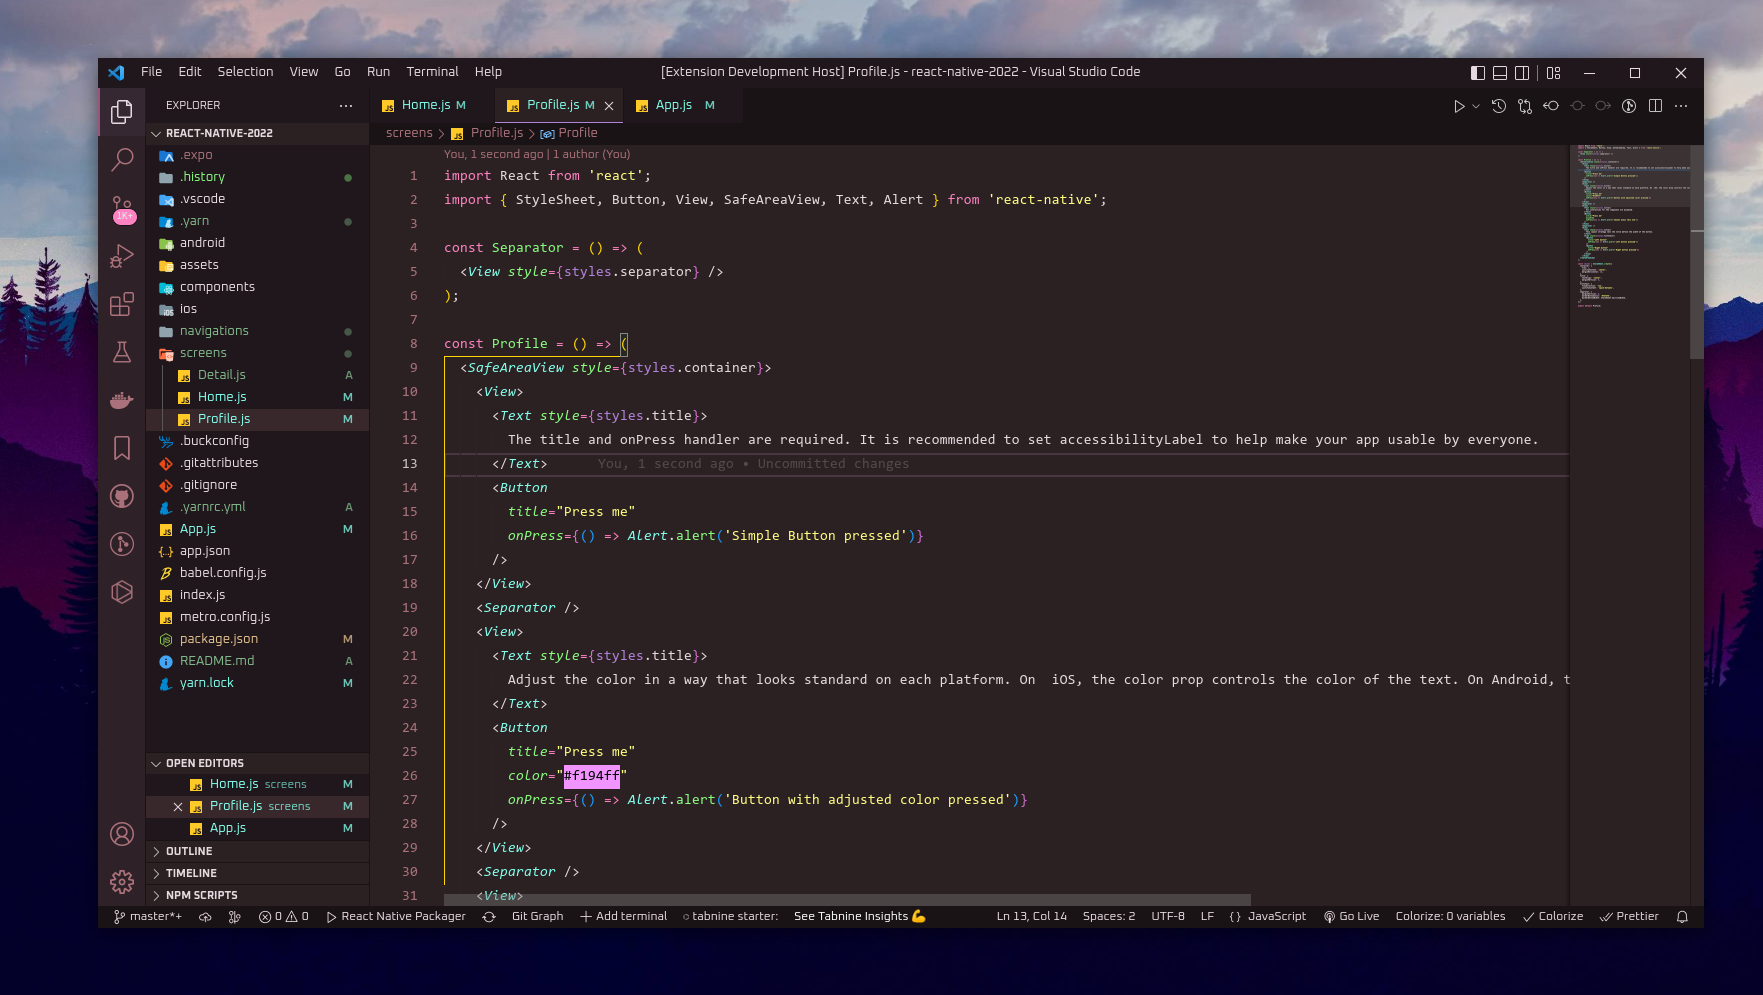 File Edit Selection View Go Run Terminal Help [Extension Development Host] Profile.js - react-native-2022 - Visual Studio Code
EXPLORER ···
Home.js M Profile.js M App.js M
screens > Profile.js > Profile
REACT-NATIVE-2022
.expo
.history
.vscode
1K+
.yarn
android
assets
components
ios
navigations
screens
Detail.js A
Home.js M
Profile.js M
.buckconfig
.gitattributes
.gitignore
.yarnrc.yml A
App.js M
app.json
babel.config.js
index.js
metro.config.js
package.json M
README.md A
yarn.lock M
OPEN EDITORS
Home.js screens M
Profile.js screens M
App.js M
OUTLINE
TIMELINE
NPM SCRIPTS
You, 1 second ago | 1 author (You)
1 import React from 'react';
2 import { StyleSheet, Button, View, SafeAreaView, Text, Alert } from 'react-native';
3
4 const Separator = () => (
5 <View style={styles.separator} />
6 );
7
8 const Profile = () => (
9 <SafeAreaView style={styles.container}>
10 <View>
11 <Text style={styles.title}>
12 The title and onPress handler are required. It is recommended to set accessibilityLabel to help make your app usable by everyone.
13 </Text> You, 1 second ago • Uncommitted changes
14 <Button
15 title="Press me"
16 onPress={() => Alert.alert('Simple Button pressed')}
17 />
18 </View>
19 <Separator />
20 <View>
21 <Text style={styles.title}>
22 Adjust the color in a way that looks standard on each platform. On  iOS, the color prop controls the color of the text. On Android, t
23 </Text>
24 <Button
25 title="Press me"
26 color="#f194ff"
27 onPress={() => Alert.alert('Button with adjusted color pressed')}
28 />
29 </View>
30 <Separator />
31 <View>
master*+ 0 0 React Native Packager Git Graph Add terminal tabnine starter: See Tabnine Insights 💪 Ln 13, Col 14 Spaces: 2 UTF-8 LF {} JavaScript Go Live Colorize: 0 variables Colorize Prettier